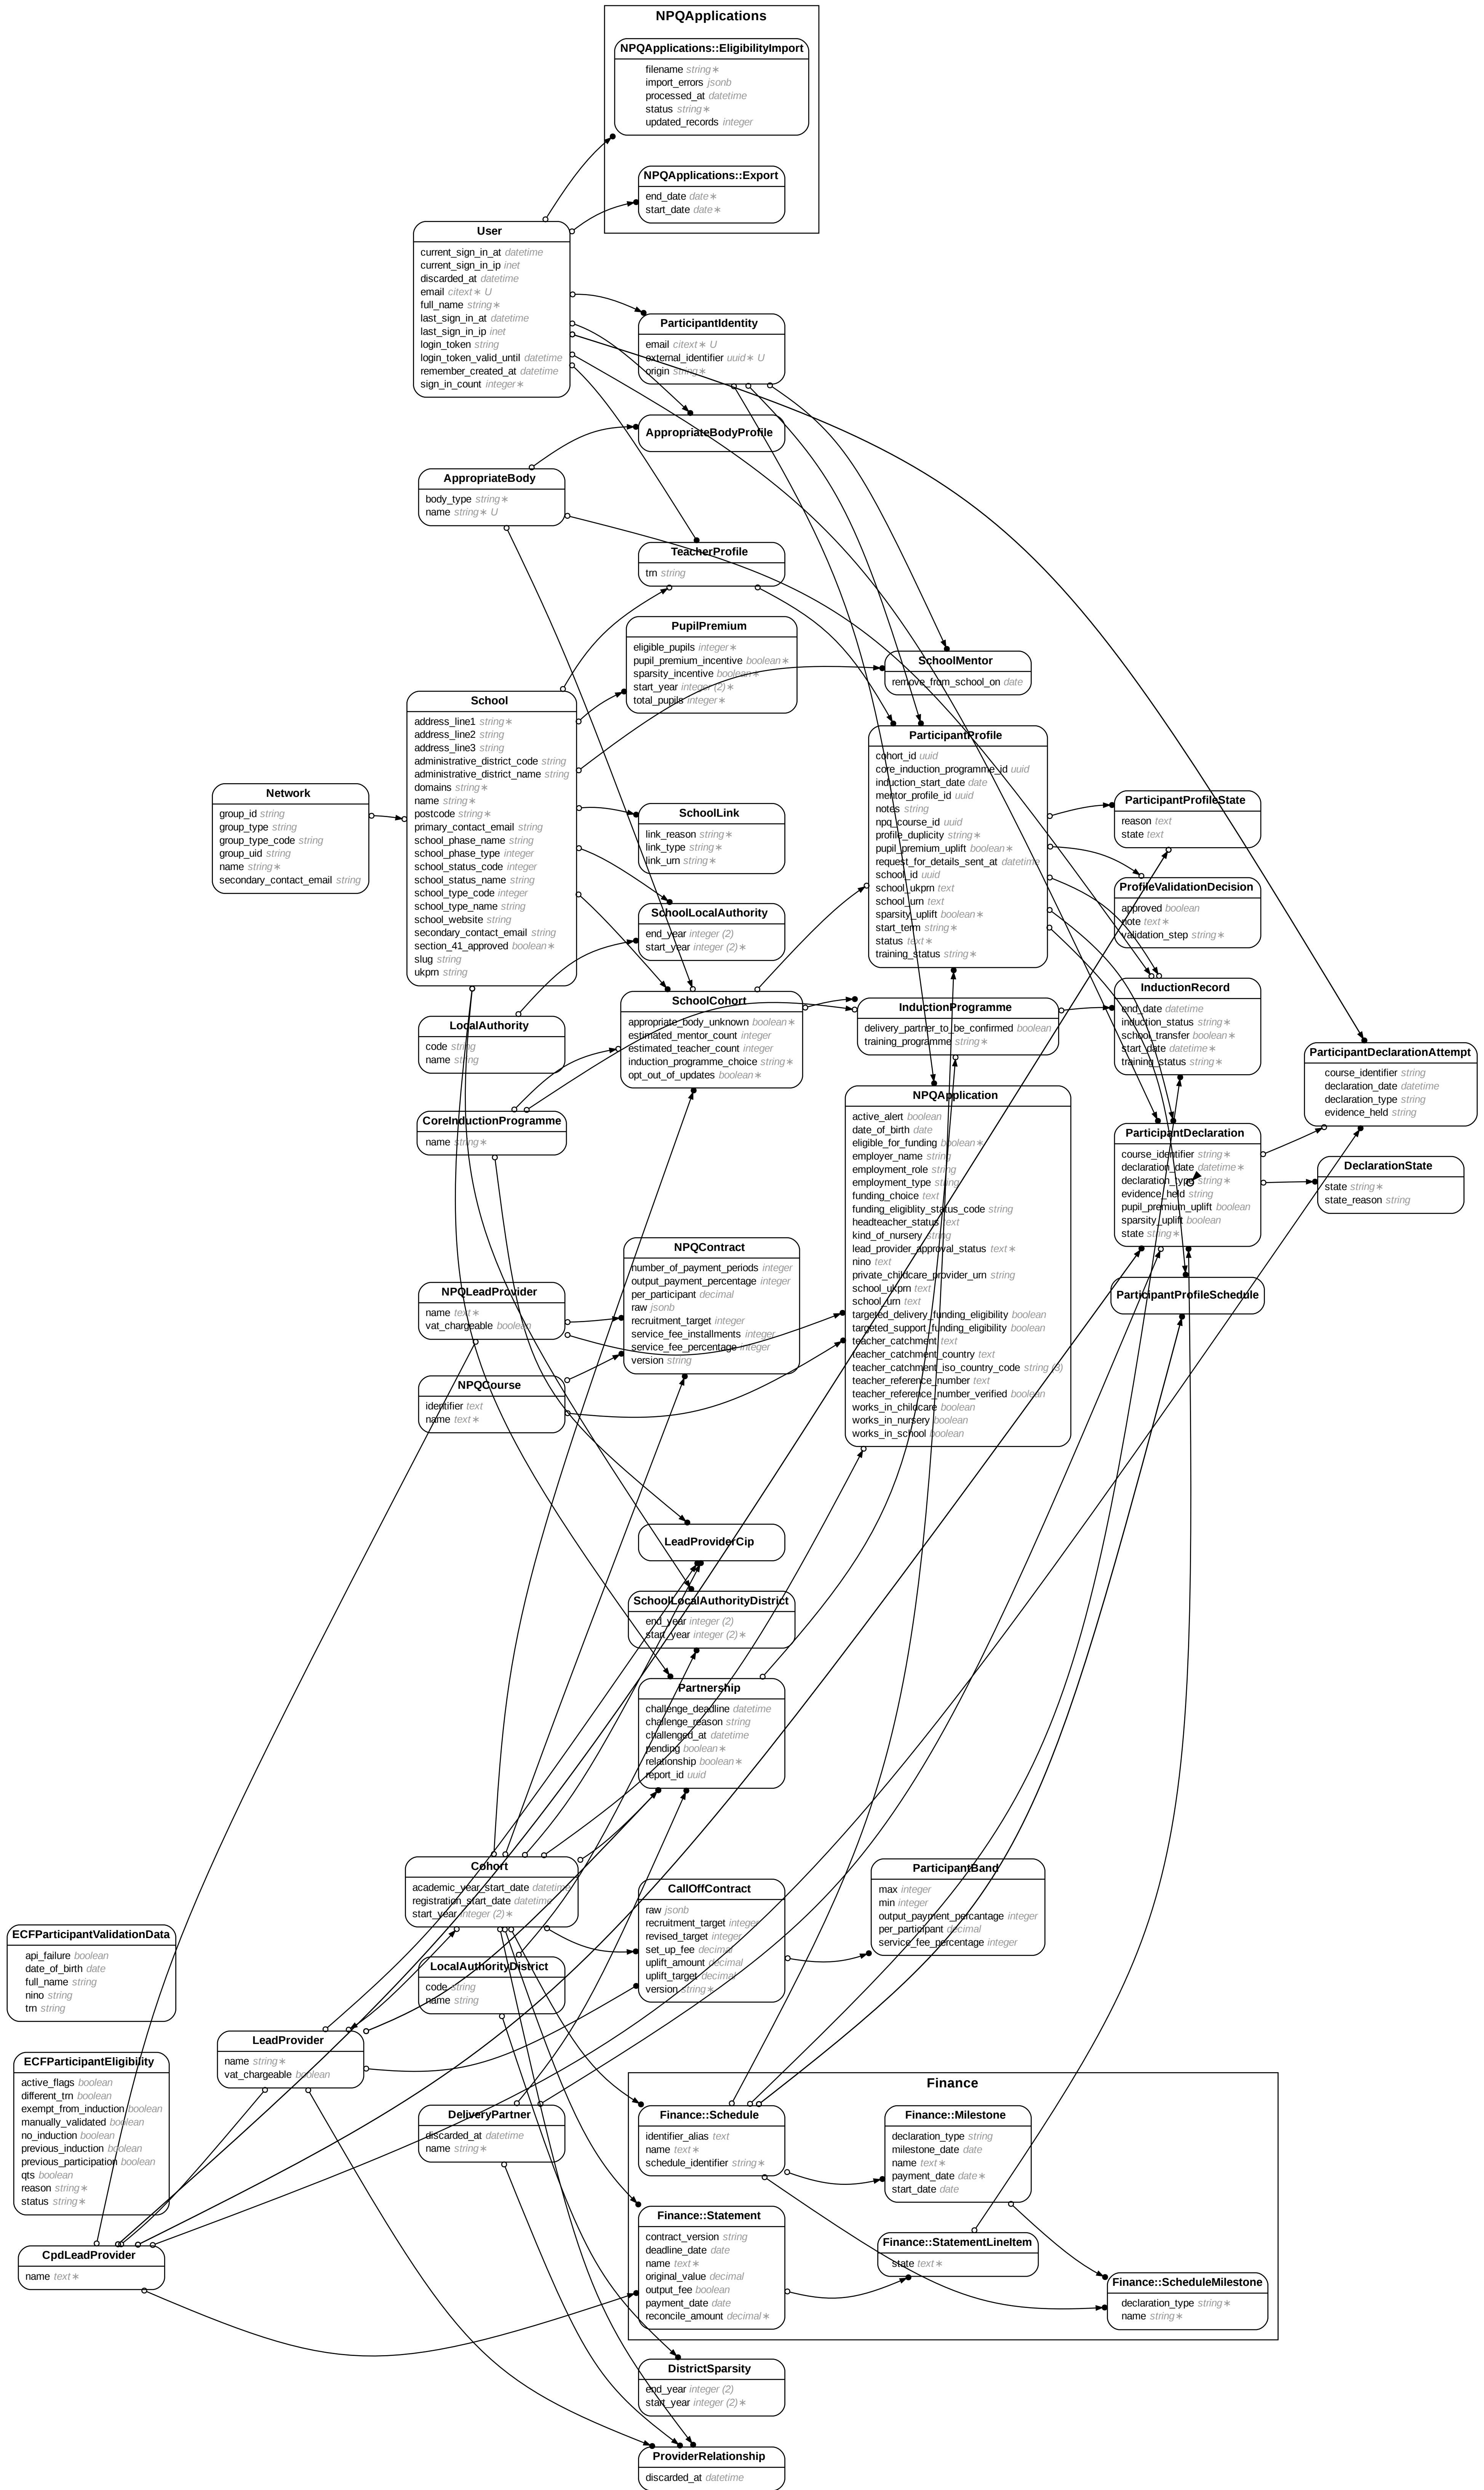 NPQApplications
NPQApplications::EligibilityImport
filename string∗
import_errors jsonb
processed_at datetime
status string∗
updated_records integer
NPQApplications::Export
end_date date∗
start_date date∗
User
current_sign_in_at datetime
current_sign_in_ip inet
discarded_at datetime
email citext∗ U
full_name string∗
last_sign_in_at datetime
last_sign_in_ip inet
login_token string
login_token_valid_until datetime
remember_created_at datetime
sign_in_count integer∗
ParticipantIdentity
email citext∗ U
external_identifier uuid∗ U
origin string∗
AppropriateBodyProfile
AppropriateBody
body_type string∗
name string∗ U
TeacherProfile
trn string
PupilPremium
eligible_pupils integer∗
pupil_premium_incentive boolean∗
sparsity_incentive boolean∗
start_year integer (2)∗
total_pupils integer∗
SchoolMentor
remove_from_school_on date
School
address_line1 string∗
address_line2 string
address_line3 string
administrative_district_code string
administrative_district_name string
domains string∗
name string∗
postcode string∗
primary_contact_email string
school_phase_name string
school_phase_type integer
school_status_code integer
school_status_name string
school_type_code integer
school_type_name string
school_website string
secondary_contact_email string
section_41_approved boolean∗
slug string
ukprn string
Network
group_id string
group_type string
group_type_code string
group_uid string
name string∗
secondary_contact_email string
ParticipantProfile
cohort_id uuid
core_induction_programme_id uuid
induction_start_date date
mentor_profile_id uuid
notes string
npq_course_id uuid
profile_duplicity string∗
pupil_premium_uplift boolean∗
request_for_details_sent_at datetime
school_id uuid
school_ukprn text
school_urn text
sparsity_uplift boolean∗
start_term string∗
status text∗
training_status string∗
ParticipantProfileState
reason text
state text
SchoolLink
link_reason string∗
link_type string∗
link_urn string∗
ProfileValidationDecision
approved boolean
note text∗
validation_step string∗
SchoolLocalAuthority
end_year integer (2)
start_year integer (2)∗
InductionRecord
end_date datetime
induction_status string∗
school_transfer boolean∗
start_date datetime∗
training_status string∗
SchoolCohort
appropriate_body_unknown boolean∗
estimated_mentor_count integer
estimated_teacher_count integer
induction_programme_choice string∗
opt_out_of_updates boolean∗
InductionProgramme
delivery_partner_to_be_confirmed boolean
training_programme string∗
LocalAuthority
code string
name string
ParticipantDeclarationAttempt
course_identifier string
declaration_date datetime
declaration_type string
evidence_held string
CoreInductionProgramme
name string∗
NPQApplication
active_alert boolean
date_of_birth date
eligible_for_funding boolean∗
employer_name string
employment_role string
employment_type string
funding_choice text
funding_eligiblity_status_code string
headteacher_status text
kind_of_nursery string
lead_provider_approval_status text∗
nino text
private_childcare_provider_urn string
school_ukprn text
school_urn text
targeted_delivery_funding_eligibility boolean
targeted_support_funding_eligibility boolean
teacher_catchment text
teacher_catchment_country text
teacher_catchment_iso_country_code string (3)
teacher_reference_number text
teacher_reference_number_verified boolean
works_in_childcare boolean
works_in_nursery boolean
works_in_school boolean
ParticipantDeclaration
course_identifier string∗
declaration_date datetime∗
declaration_type string∗
evidence_held string
pupil_premium_uplift boolean
sparsity_uplift boolean
state string∗
DeclarationState
state string∗
state_reason string
ParticipantProfileSchedule
NPQContract
number_of_payment_periods integer
output_payment_percentage integer
per_participant decimal
raw jsonb
recruitment_target integer
service_fee_installments integer
service_fee_percentage integer
version string
NPQLeadProvider
name text∗
vat_chargeable boolean
NPQCourse
identifier text
name text∗
LeadProviderCip
SchoolLocalAuthorityDistrict
end_year integer (2)
start_year integer (2)∗
Partnership
challenge_deadline datetime
challenge_reason string
challenged_at datetime
pending boolean∗
relationship boolean∗
report_id uuid
Cohort
academic_year_start_date datetime
registration_start_date datetime
start_year integer (2)∗
CallOffContract
raw jsonb
recruitment_target integer
revised_target integer
set_up_fee decimal
uplift_amount decimal
uplift_target decimal
version string∗
ParticipantBand
max integer
min integer
output_payment_percantage integer
per_participant decimal
service_fee_percentage integer
ECFParticipantValidationData
api_failure boolean
date_of_birth date
full_name string
nino string
trn string
LocalAuthorityDistrict
code string
name string
LeadProvider
name string∗
vat_chargeable boolean
ECFParticipantEligibility
active_flags boolean
different_trn boolean
exempt_from_induction boolean
manually_validated boolean
no_induction boolean
previous_induction boolean
previous_participation boolean
qts boolean
reason string∗
status string∗
DeliveryPartner
discarded_at datetime
name string∗
CpdLeadProvider
name text∗
Finance
Finance::Schedule
identifier_alias text
name text∗
schedule_identifier string∗
Finance::Milestone
declaration_type string
milestone_date date
name text∗
payment_date date∗
start_date date
Finance::Statement
contract_version string
deadline_date date
name text∗
original_value decimal
output_fee boolean
payment_date date
reconcile_amount decimal∗
Finance::StatementLineItem
state text∗
Finance::ScheduleMilestone
declaration_type string∗
name string∗
DistrictSparsity
end_year integer (2)
start_year integer (2)∗
ProviderRelationship
discarded_at datetime